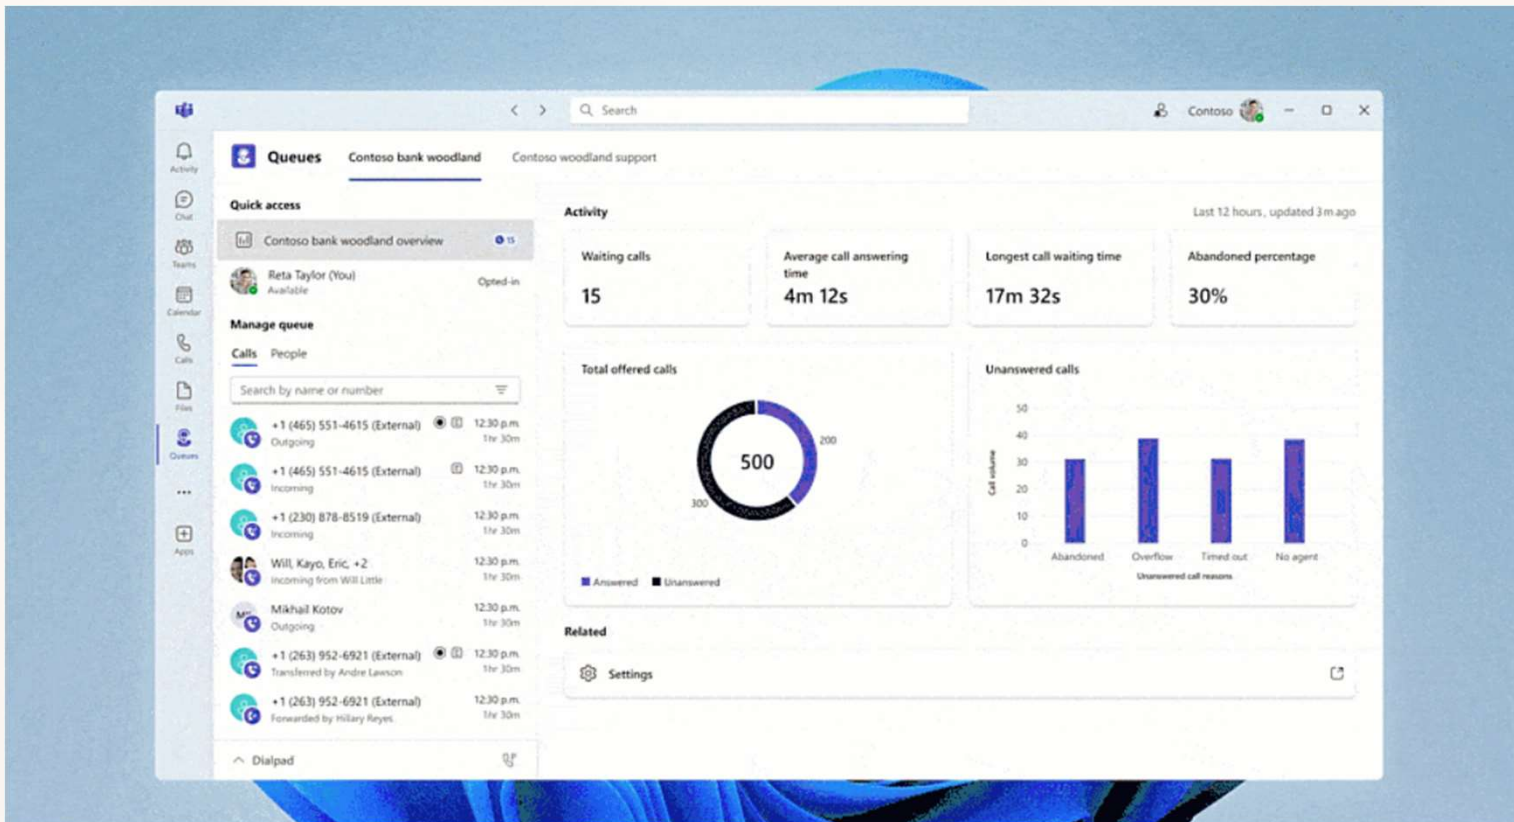 Search
Contoso
Activity
Chat
Teams
Calendar
Calls
Files
Queues
Apps
Queues
Contoso bank woodland
Contoso woodland support
Quick access
Contoso bank woodland overview
15
Reta Taylor (You)
Available
Opted-in
Manage queue
Calls People
Search by name or number
+1 (465) 551-4615 (External) 12:30 p.m.
Outgoing 1hr 30m
+1 (465) 551-4615 (External) 12:30 p.m.
Incoming 1hr 30m
+1 (230) 878-8519 (External) 12:30 p.m.
Incoming 1hr 30m
Will, Kayo, Eric, +2 12:30 p.m.
Incoming from Will Little 1hr 30m
Mikhail Kotov 12:30 p.m.
Outgoing 1hr 30m
+1 (263) 952-6921 (External) 12:30 p.m.
Transferred by Andre Lawson 1hr 30m
+1 (263) 952-6921 (External) 12:30 p.m.
Forwarded by Hillary Reyes 1hr 30m
Dialpad
Activity
Last 12 hours, updated 3m ago
Waiting calls
15
Average call answering
time
4m 12s
Longest call waiting time
17m 32s
Abandoned percentage
30%
Total offered calls
200
500
300
Answered Unanswered
Unanswered calls
50
40
30
20
10
0
Call volume
Abandoned Overflow Timed out No agent
Unanswered call reasons
Related
Settings